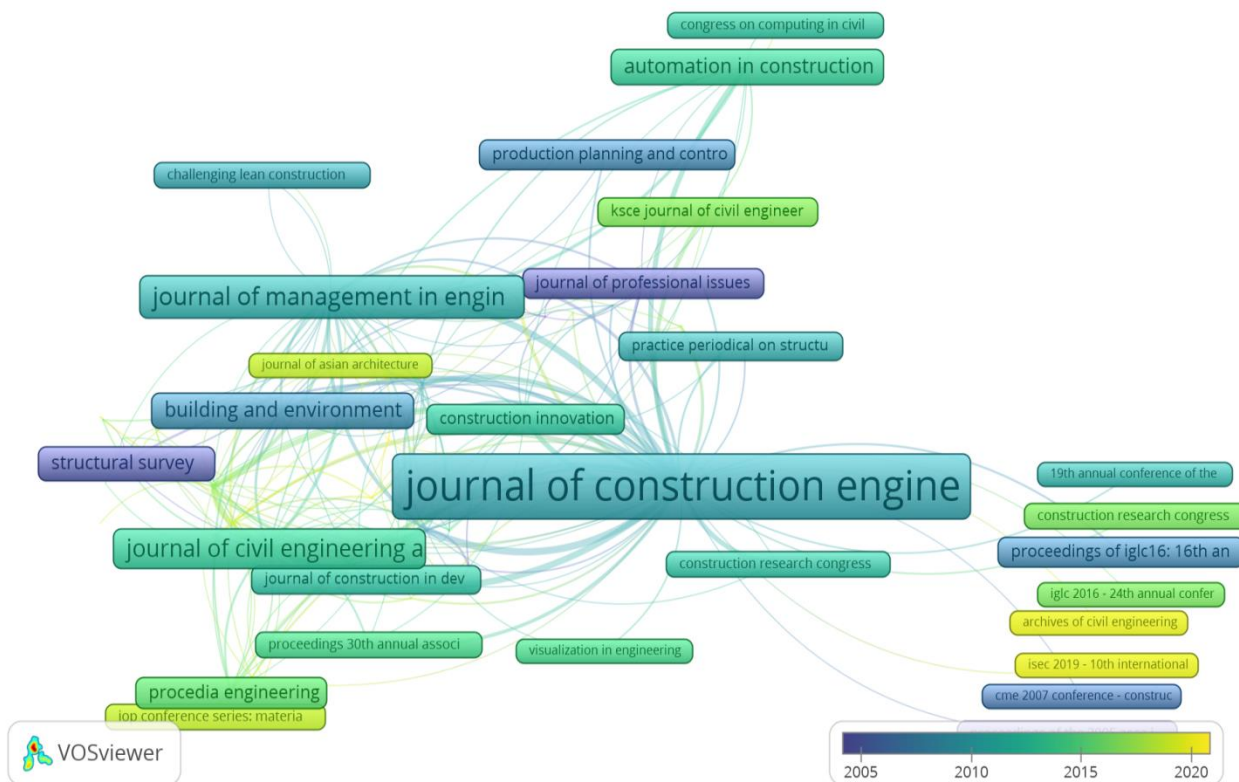 congress on computing in civil
automation in construction
production planning and contro
challenging lean construction
ksce journal of civil engineer
journal of management in engin
journal of professional issues
practice periodical on structu
journal of asian architecture
building and environment
construction innovation
structural survey
journal of construction engine
19th annual conference of the
construction research congress
journal of civil engineering a
proceedings of iglc16: 16th an
construction research congress
journal of construction in dev
iglc 2016 - 24th annual confer
archives of civil engineering
proceedings 30th annual associ
visualization in engineering
isec 2019 - 10th international
procedia engineering
cme 2007 conference - construc
iop conference series: materia
VOSviewer
2005 2010 2015 2020